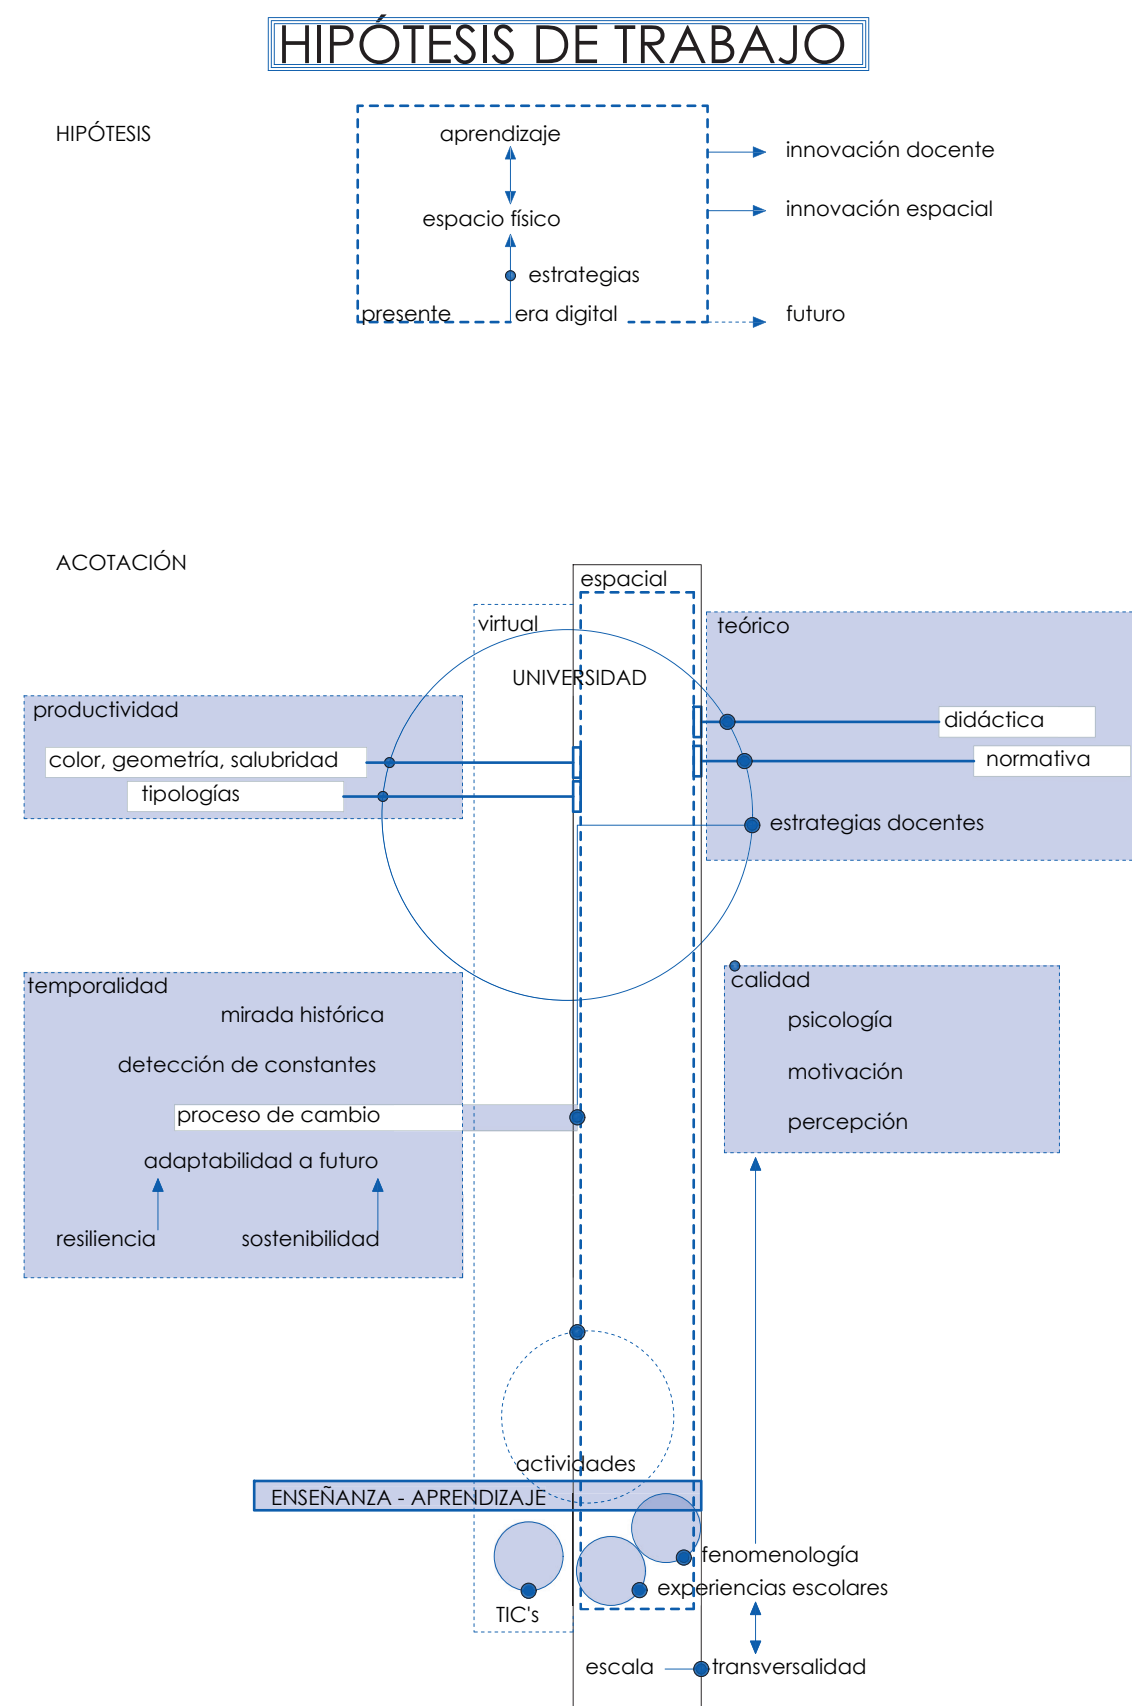 HIPÓTESIS DE TRABAJO
HIPÓTESIS
aprendizaje
innovación docente
innovación espacial
espacio físico
estrategias
presente
era digital
futuro
ACOTACIÓN
espacial
virtual
teórico
UNIVERSIDAD
productividad
didáctica
color, geometría, salubridad
normativa
tipologías
estrategias docentes
temporalidad
calidad
mirada histórica
psicología
detección de constantes
motivación
proceso de cambio
percepción
adaptabilidad a futuro
resiliencia
sostenibilidad
actividades
ENSEÑANZA - APRENDIZAJE
fenomenología
experiencias escolares
TIC's
escala
transversalidad